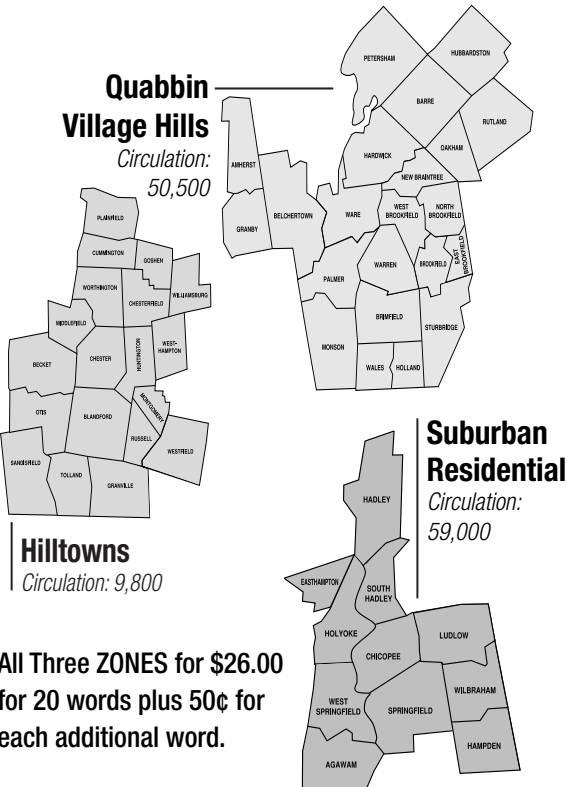 Quabbin
Village Hills
Circulation:
50,500
PETERSHAM
HUBBARDSTON
BARRE
RUTLAND
HARDWICK
OAKHAM
NEW BRAINTREE
AMHERST
BELCHERTOWN
GRANBY
WARE
WEST
BROOKFIELD
NORTH
BROOKFIELD
PALMER
WARREN
BROOKFIELD
EAST
BROOKFIELD
MONSON
BRIMFIELD
STURBRIDGE
WALES
HOLLAND
PLAINFIELD
CUMMINGTON
GOSHEN
WORTHINGTON
CHESTERFIELD
WILLIAMSBURG
MIDDLEFIELD
BECKET
CHESTER
HUNTINGTON
WEST-
HAMPTON
OTIS
BLANDFORD
MONTGOMERY
RUSSELL
WESTFIELD
SANDISFIELD
TOLLAND
GRANVILLE
Hilltowns
Circulation: 9,800
Suburban
Residential
Circulation:
59,000
HADLEY
EASTHAMPTON
SOUTH
HADLEY
HOLYOKE
CHICOPEE
LUDLOW
WEST
SPRINGFIELD
SPRINGFIELD
WILBRAHAM
HAMPDEN
AGAWAM
All Three ZONES for $26.00
for 20 words plus 50¢ for
each additional word.